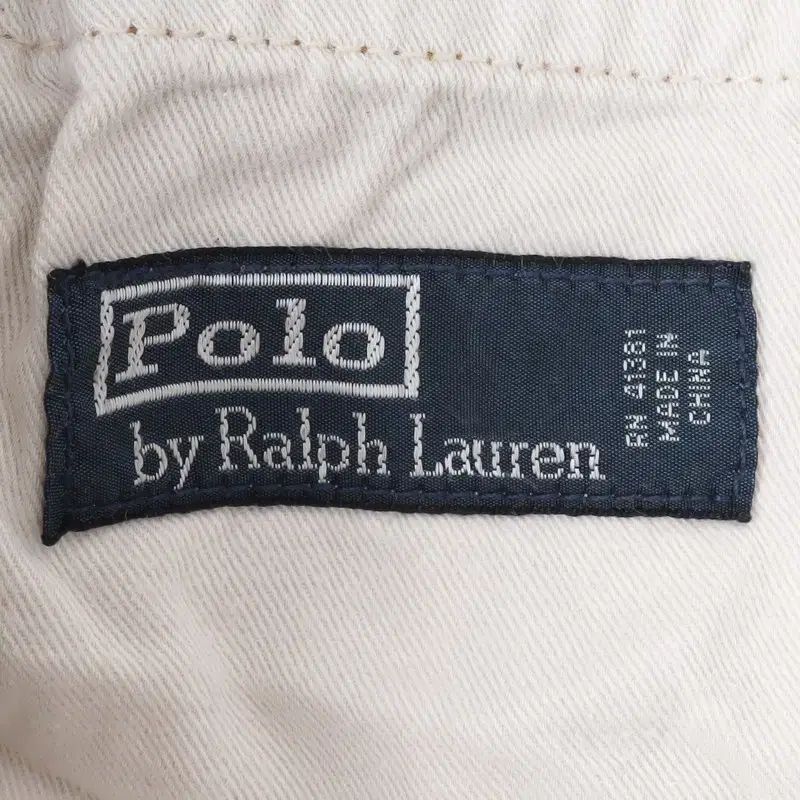 Polo
by Ralph Lauren
RN 41381
MADE IN
CHINA